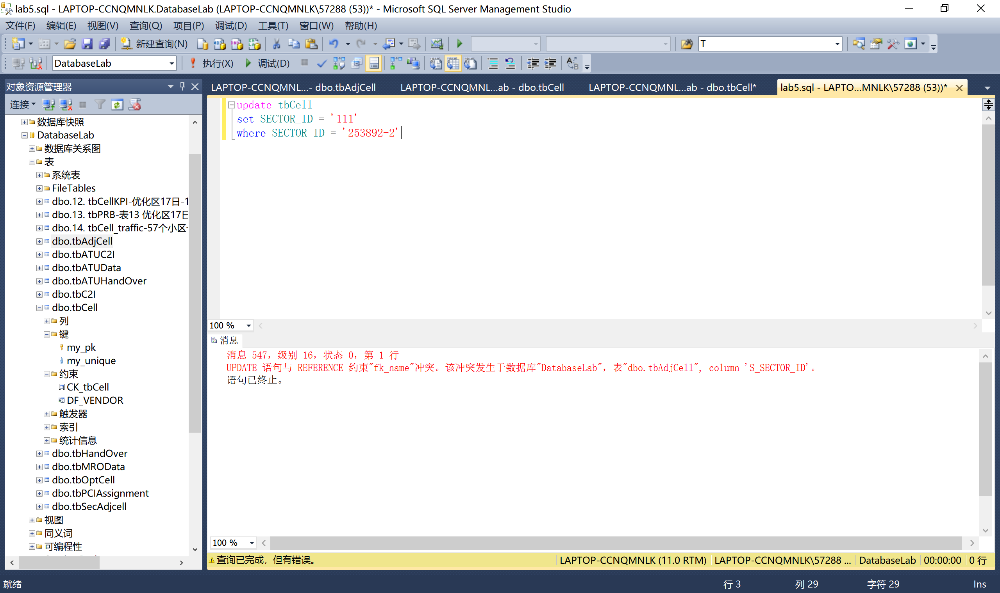 lab5.sql - LAPTOP-CCNQMNLK.DatabaseLab (LAPTOP-CCNQMNLK\57288 (53))* - Microsoft SQL Server Management Studio
文件(F) 编辑(E) 视图(V) 查询(Q) 项目(P) 调试(D) 工具(T) 窗口(W) 帮助(H)
新建查询(N) T
DatabaseLab 执行(X) 调试(D)
对象资源管理器
连接
数据库快照
DatabaseLab
数据库关系图
表
系统表
FileTables
dbo.12. tbCellKPI-优化区17日-1
dbo.13. tbPRB-表13 优化区17日
dbo.14. tbCell_traffic-57个小区-
dbo.tbAdjCell
dbo.tbATUC2I
dbo.tbATUData
dbo.tbATUHandOver
dbo.tbC2I
dbo.tbCell
列
键
my_pk
my_unique
约束
CK_tbCell
DF_VENDOR
触发器
索引
统计信息
dbo.tbHandOver
dbo.tbMROData
dbo.tbOptCell
dbo.tbPCIAssignment
dbo.tbSecAdjcell
视图
同义词
可编程性
LAPTOP-CCNQMNL...- dbo.tbAdjCell LAPTOP-CCNQMNL...ab - dbo.tbCell LAPTOP-CCNQMNL...ab - dbo.tbCell* lab5.sql - LAPTO...MNLK\57288 (53))*
update tbCell
set SECTOR_ID = '111'
where SECTOR_ID = '253892-2'
100 %
消息
消息 547，级别 16，状态 0，第 1 行
UPDATE 语句与 REFERENCE 约束"fk_name"冲突。该冲突发生于数据库"DatabaseLab"，表"dbo.tbAdjCell", column 'S_SECTOR_ID'。
语句已终止。
100 %
查询已完成，但有错误。 LAPTOP-CCNQMNLK (11.0 RTM) LAPTOP-CCNQMNLK\57288 ... DatabaseLab 00:00:00 0 行
就绪 行 3 列 29 字符 29 Ins